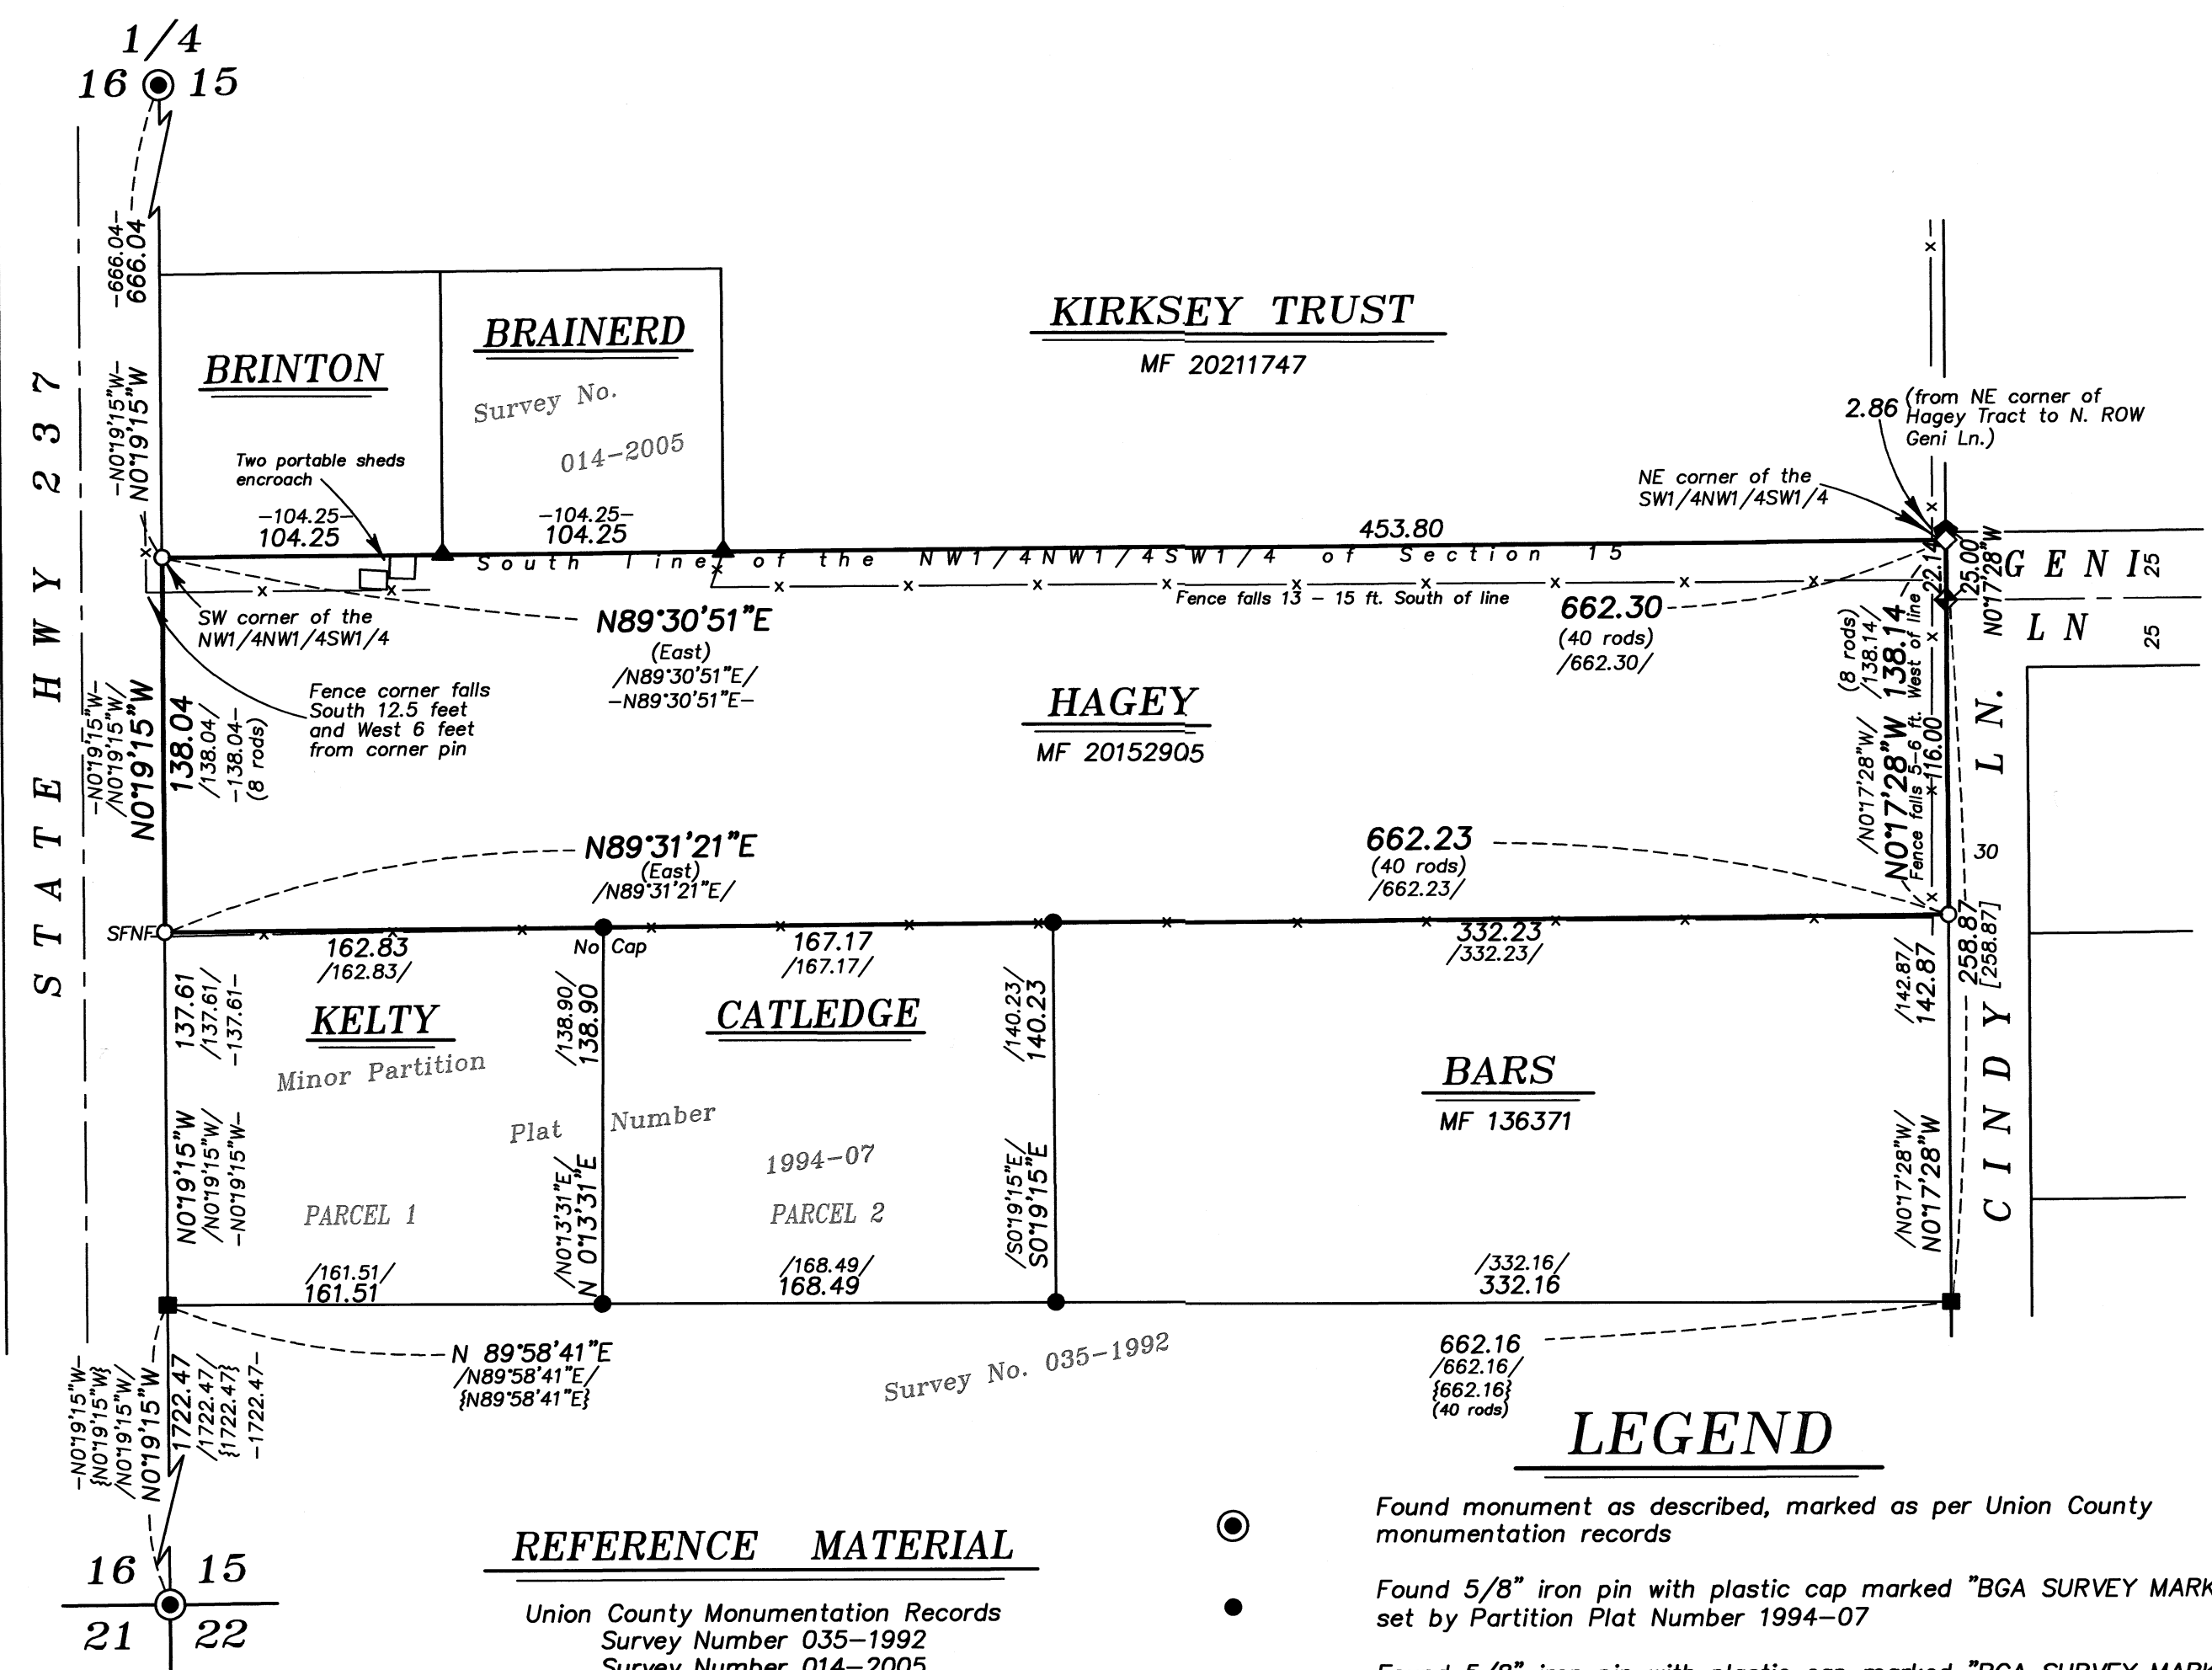 1/4
16 15
STATE HWY 237
-666.04-
666.04
-N0°19'15"W-
N0°19'15"W
BRINTON
BRAINERD
Survey No.
014-2005
KIRKSEY TRUST
MF 20211747
2.86
(from NE corner of
Hagey Tract to N. ROW
Geni Ln.)
Two portable sheds
encroach
NE corner of the
SW1/4NW1/4SW1/4
-104.25-
104.25
-104.25-
104.25
453.80
South line of the NW1/4NW1/4SW1/4 of Section 15
22.14
25.00
N0°17'28"W
GENI
25
LN
25
Fence falls 13 - 15 ft. South of line
SW corner of the
NW1/4NW1/4SW1/4
N89°30'51"E
(East)
/N89°30'51"E/
-N89°30'51"E-
662.30
(40 rods)
/662.30/
Fence corner falls
South 12.5 feet
and West 6 feet
from corner pin
-N0°19'15"W-
/N0°19'15"W/
N0°19'15"W
138.04
/138.04/
-138.04-
(8 rods)
HAGEY
MF 20152905
(8 rods)
/138.14/
138.14
/N0°17'28"W/
N0°17'28"W
Fence falls 5-6 ft. West of line
116.00
CINDY LN.
30
N89°31'21"E
(East)
/N89°31'21"E/
662.23
(40 rods)
/662.23/
258.87
[258.87]
SFNF
162.83
/162.83/
No Cap
167.17
/167.17/
332.23
/332.23/
137.61
/137.61/
-137.61-
/138.90/
138.90
/140.23/
140.23
/142.87/
142.87
KELTY
CATLEDGE
BARS
MF 136371
Minor Partition
Plat Number
1994-07
PARCEL 1
PARCEL 2
N0°19'15"W
/N0°19'15"W/
-N0°19'15"W-
/N0°13'31"E/
N 0°13'31"E
/S0°19'15"E/
S0°19'15"E
/N0°17'28"W/
N0°17'28"W
/161.51/
161.51
/168.49/
168.49
/332.16/
332.16
N 89°58'41"E
/N89°58'41"E/
{N89°58'41"E}
Survey No. 035-1992
662.16
/662.16/
{662.16}
(40 rods)
-N0°19'15"W-
{N0°19'15"W}
/N0°19'15"W/
N0°19'15"W
1722.47
/1722.47/
{1722.47}
-1722.47-
16 15
21 22
REFERENCE MATERIAL
Union County Monumentation Records
Survey Number 035-1992
Survey Number 014-2005
LEGEND
Found monument as described, marked as per Union County
monumentation records
Found 5/8" iron pin with plastic cap marked "BGA SURVEY MARK
set by Partition Plat Number 1994-07
Found 5/8" iron pin with plastic cap marked "BGA SURVEY MARK